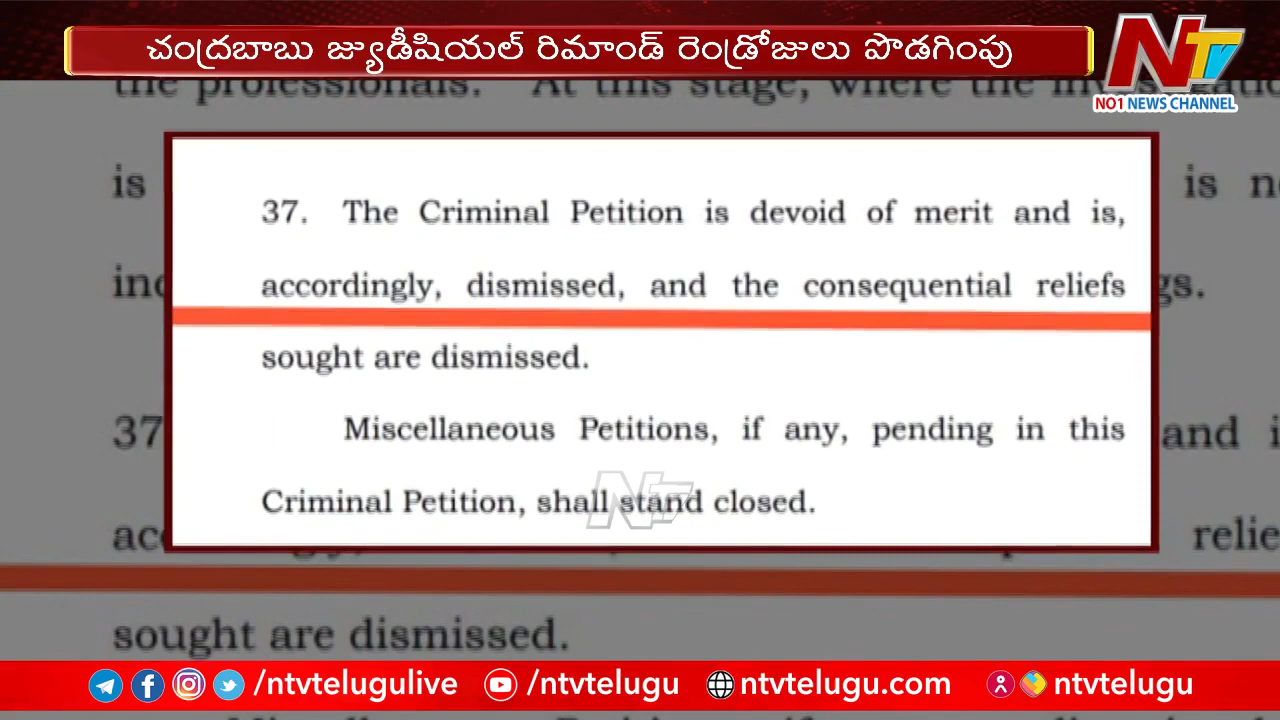 చంద్రబాబు జ్యుడీషియల్ రిమాండ్ రెండ్రోజులు పొడగింపు
NTV
NO1 NEWS CHANNEL
the professionals. At this stage, where the
is
is
37. The Criminal Petition is devoid of merit and is,
accordingly, dismissed, and the consequential reliefs
sought are dismissed.
Miscellaneous Petitions, if any, pending in this
Criminal Petition, shall stand closed.
37
and
sought are dismissed.
/ntvtelugulive
/ntvtelugu
ntvtelugu.com
ntvtelugu